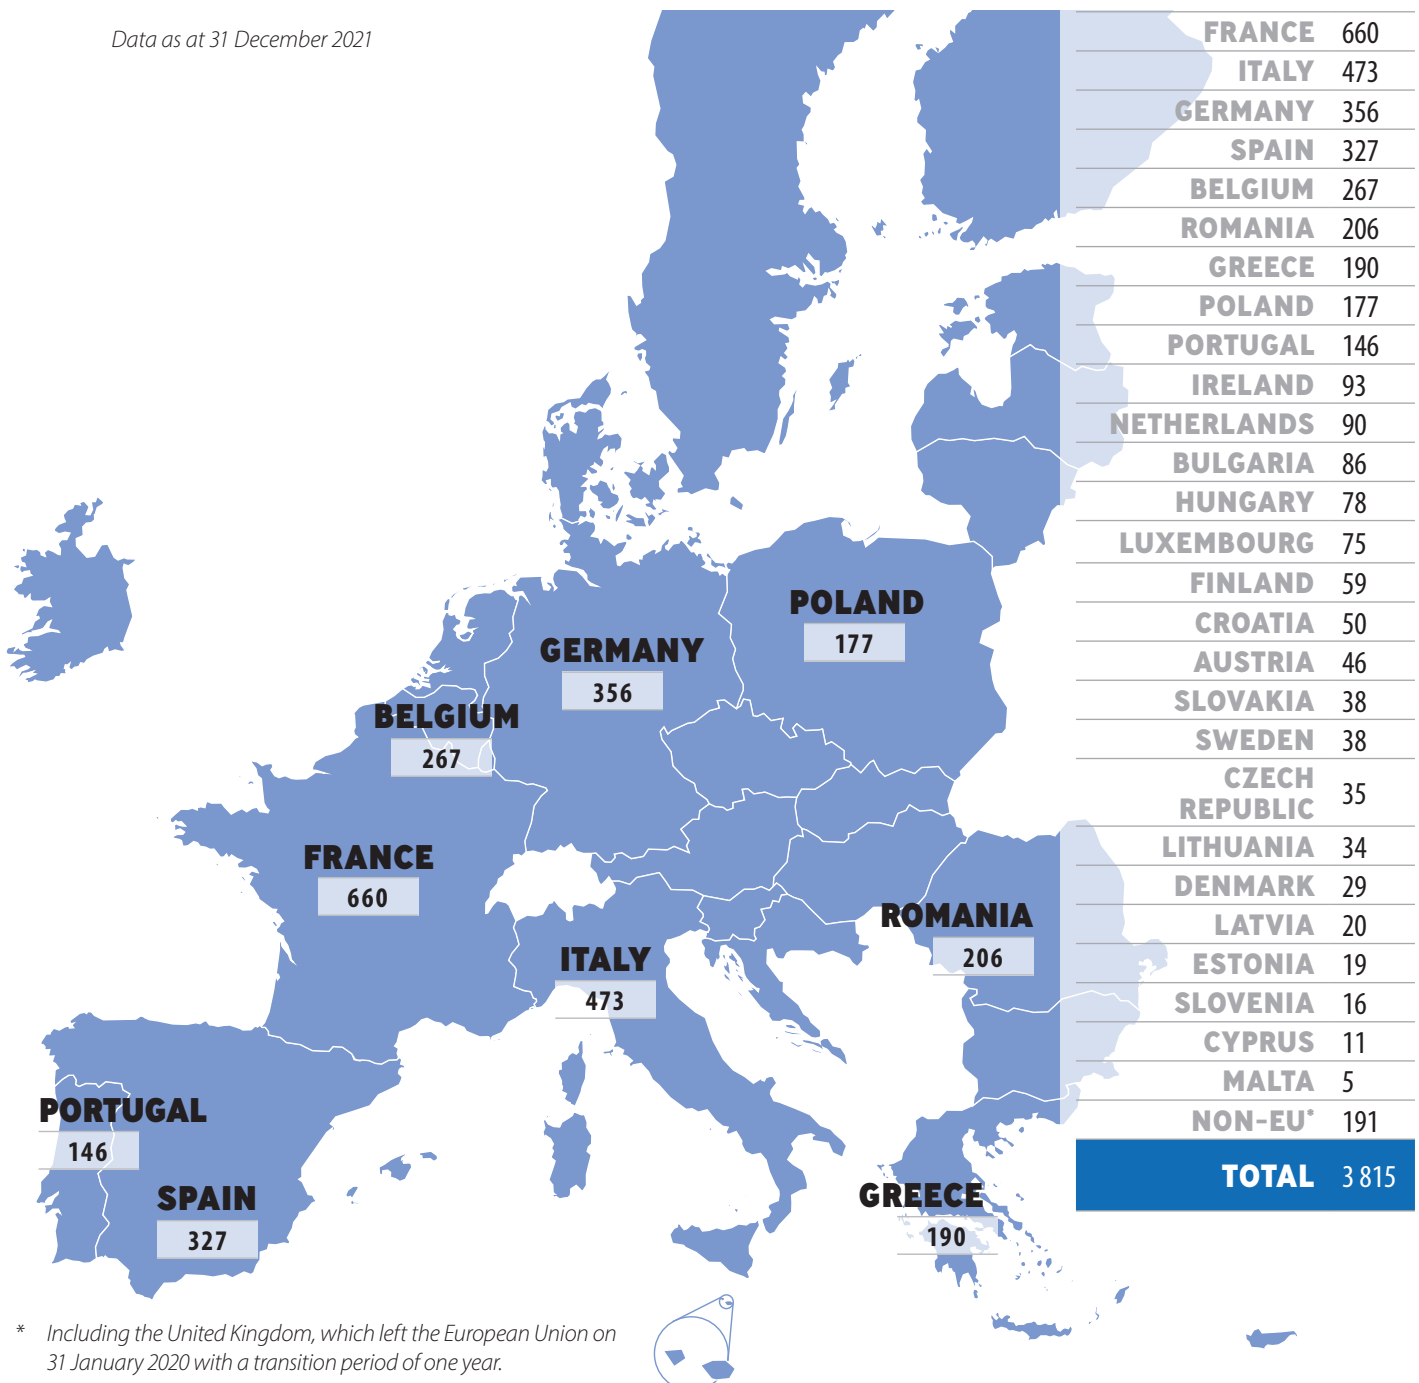 Data as at 31 December 2021
FRANCE 660
ITALY 473
GERMANY 356
SPAIN 327
BELGIUM 267
ROMANIA 206
GREECE 190
POLAND 177
PORTUGAL 146
IRELAND 93
NETHERLANDS 90
BULGARIA 86
HUNGARY 78
LUXEMBOURG 75
FINLAND 59
CROATIA 50
AUSTRIA 46
SLOVAKIA 38
SWEDEN 38
CZECH
REPUBLIC 35
LITHUANIA 34
DENMARK 29
LATVIA 20
ESTONIA 19
SLOVENIA 16
CYPRUS 11
MALTA 5
NON-EU* 191
TOTAL 3 815
POLAND
177
GERMANY
356
BELGIUM
267
FRANCE
660
ROMANIA
206
ITALY
473
PORTUGAL
146
SPAIN
327
GREECE
190
* Including the United Kingdom, which left the European Union on
31 January 2020 with a transition period of one year.